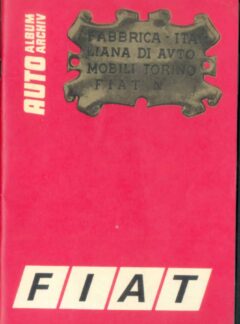 AUTO
ALBUM
ARCHIV
FABBRICA - ITA
LIANA DI AVTO
MOBILI TORINO
FIAT N
FIAT